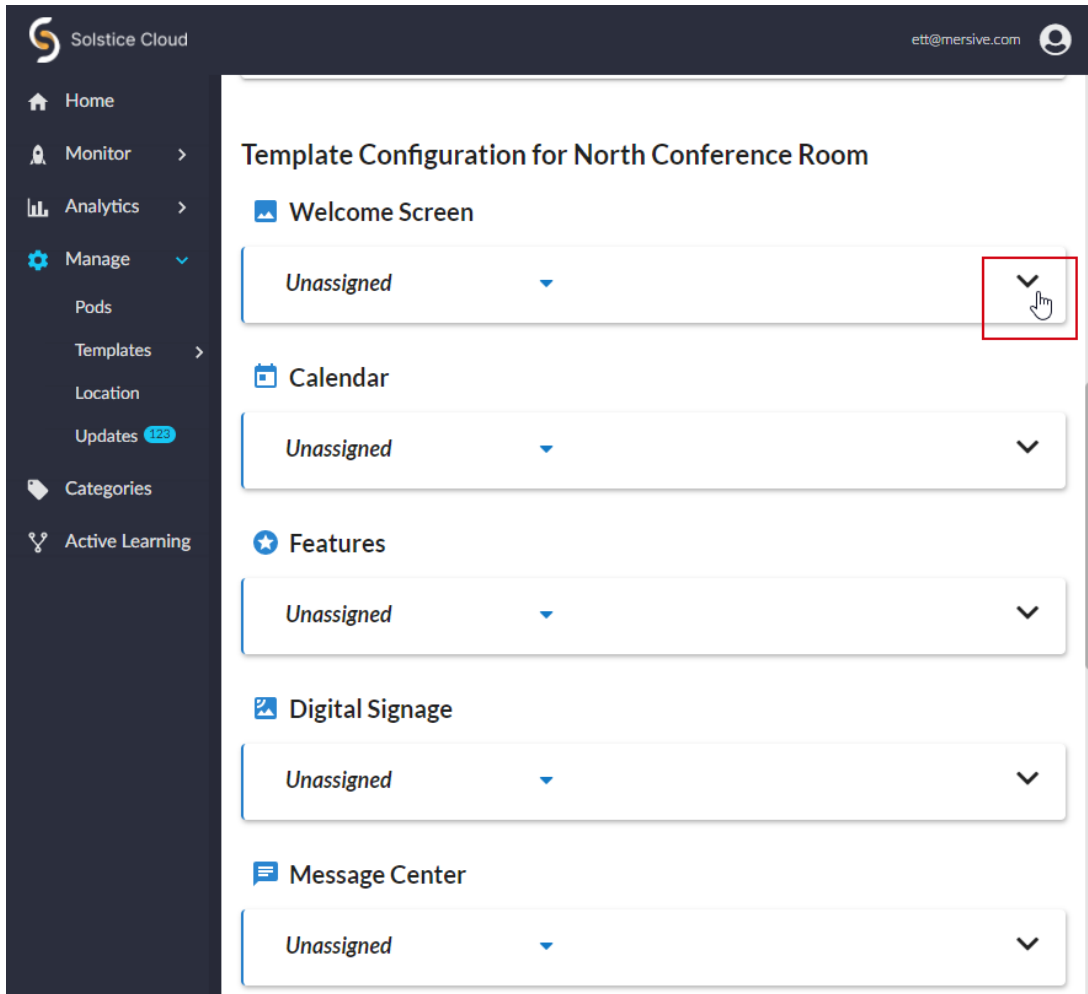 Solstice Cloud
ett@mersive.com
Home
Monitor
Analytics
Manage
Pods
Templates
Location
Updates 123
Categories
Active Learning
Template Configuration for North Conference Room
Welcome Screen
Unassigned
Calendar
Unassigned
Features
Unassigned
Digital Signage
Unassigned
Message Center
Unassigned